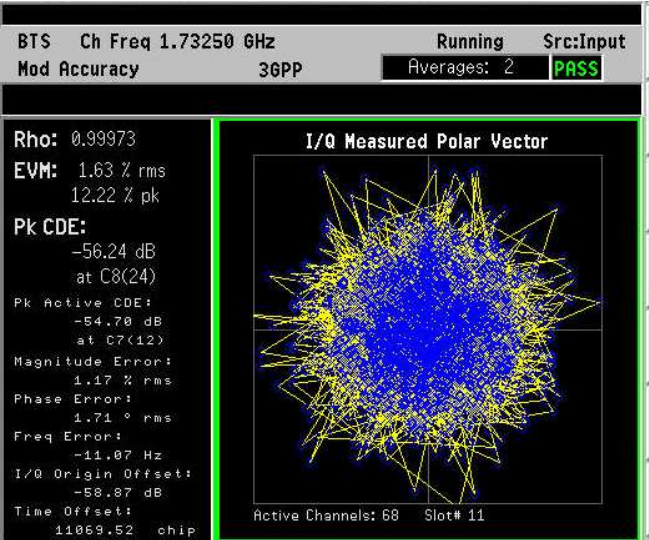 BTS Ch Freq 1.73250 GHz Running Src:Input
Mod Accuracy 3GPP Averages: 2 PASS
Rho: 0.99973
EVM: 1.63 % rms
12.22 % pk
Pk CDE:
-56.24 dB
at C8(24)
Pk Active CDE:
-54.70 dB
at C7(12)
Magnitude Error:
1.17 % rms
Phase Error:
1.71 ° rms
Freq Error:
-11.07 Hz
I/Q Origin Offset:
-58.87 dB
Time Offset:
11069.52 chip
I/Q Measured Polar Vector
Active Channels: 68 Slot# 11